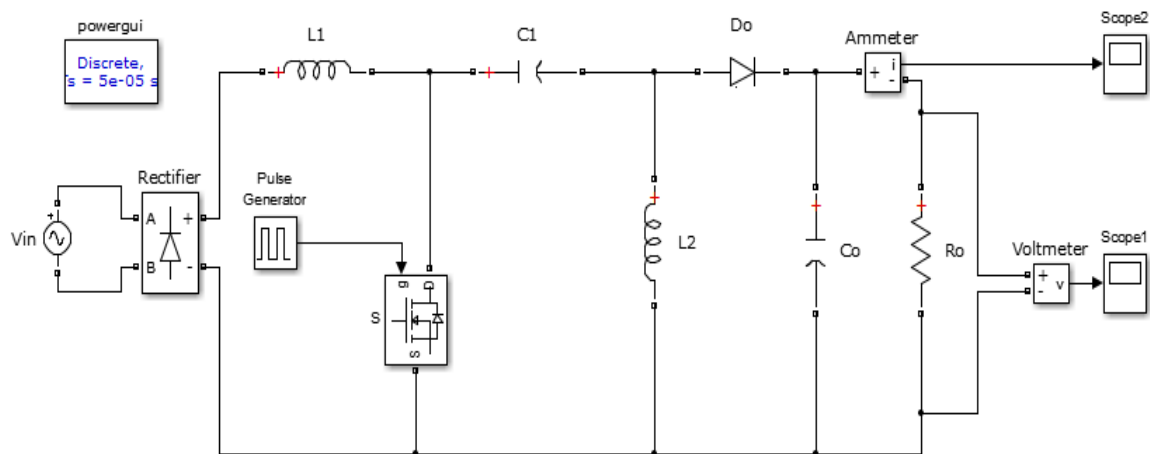 powergui
Discrete,
's = 5e-05 s
L1
C1
Do
Ammeter
+
i
-
Scope2
Vin
+
Rectifier
A
B
+
-
Pulse
Generator
g
D
S
S
L2
Co
Ro
Voltmeter
+
-
v
Scope1